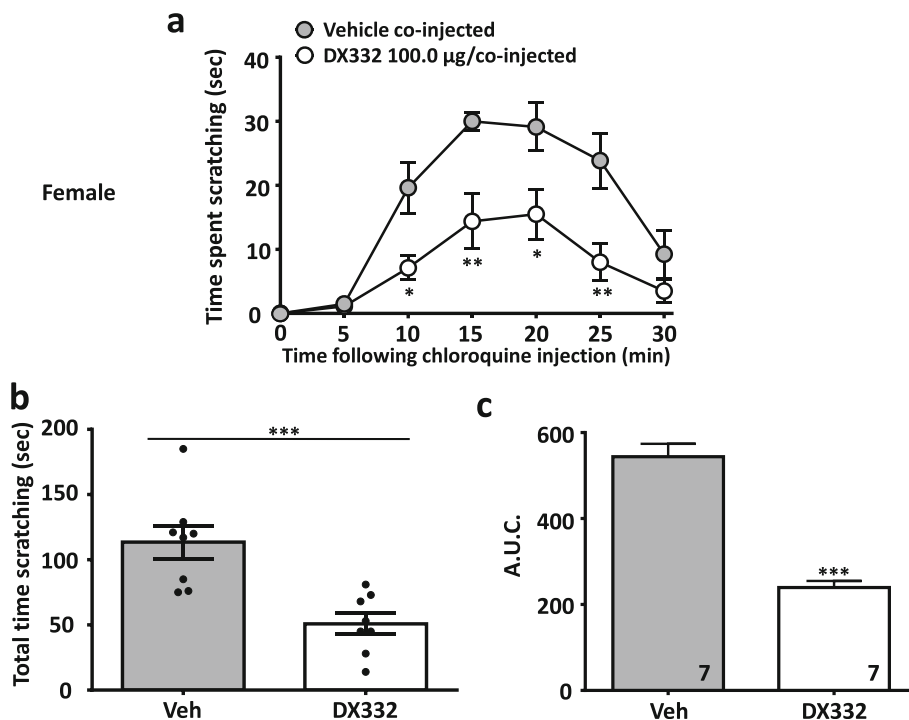 a
Vehicle co-injected
DX332 100.0 µg/co-injected
Female
Time spent scratching (sec)
40
30
20
10
0
*
**
*
**
0 5 10 15 20 25 30
Time following chloroquine injection (min)
b
Total time scratching (sec)
200
150
100
50
0
***
Veh DX332
c
A.U.C.
600
400
200
0
***
7 7
Veh DX332